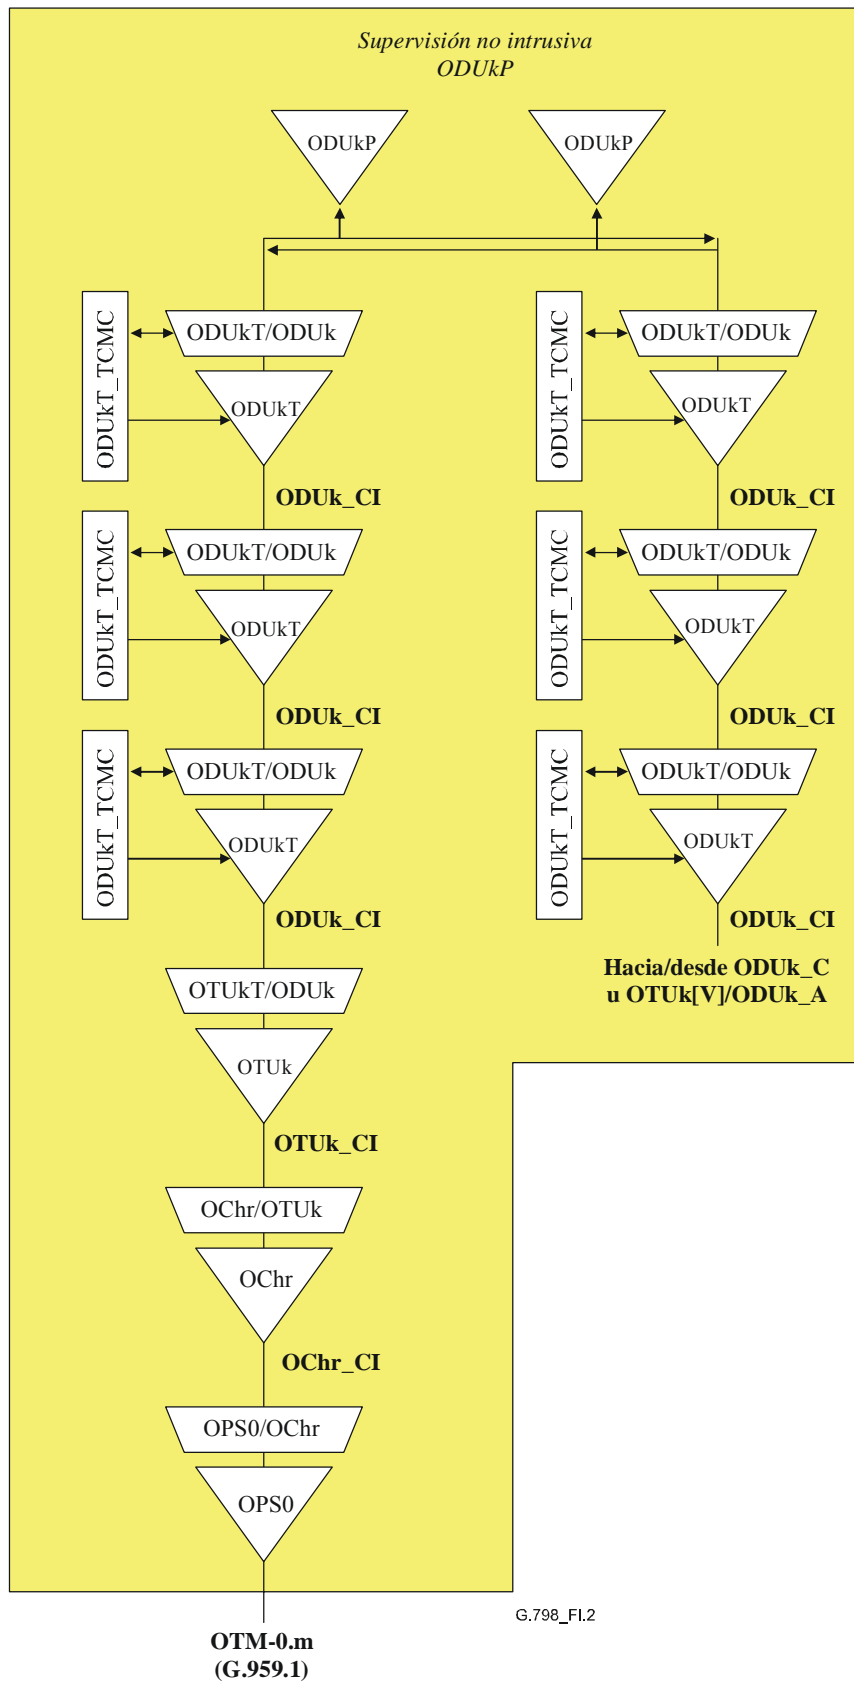 Supervisión no intrusiva
ODUkP
ODUkP
ODUkP
ODUkT_TCMC
ODUkT/ODUk
ODUkT
ODUk_CI
ODUkT_TCMC
ODUkT/ODUk
ODUkT
ODUk_CI
ODUkT_TCMC
ODUkT/ODUk
ODUkT
ODUk_CI
ODUkT_TCMC
ODUkT/ODUk
ODUkT
ODUk_CI
ODUkT_TCMC
ODUkT/ODUk
ODUkT
ODUk_CI
ODUkT_TCMC
ODUkT/ODUk
ODUkT
ODUk_CI
Hacia/desde ODUk_C
u OTUk[V]/ODUk_A
OTUkT/ODUk
OTUk
OTUk_CI
OChr/OTUk
OChr
OChr_CI
OPS0/OChr
OPS0
G.798_FI.2
OTM-0.m
(G.959.1)